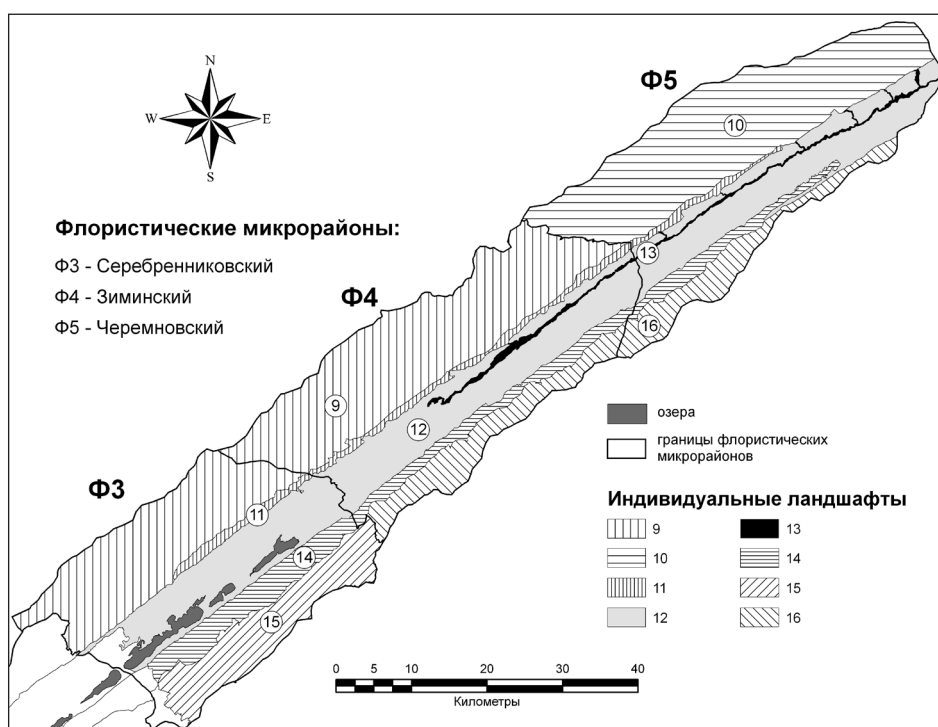 N
W E
S
Ф5
10
Флористические микрорайоны:
Ф3 - Серебренниковский
Ф4 - Зиминский
Ф5 - Черемновский
13
Ф4
16
9
12
озера
границы флористических
микрорайонов
Ф3
11
14
15
Индивидуальные ландшафты
9 13
10 14
11 15
12 16
0 5 10 20 30 40
Километры